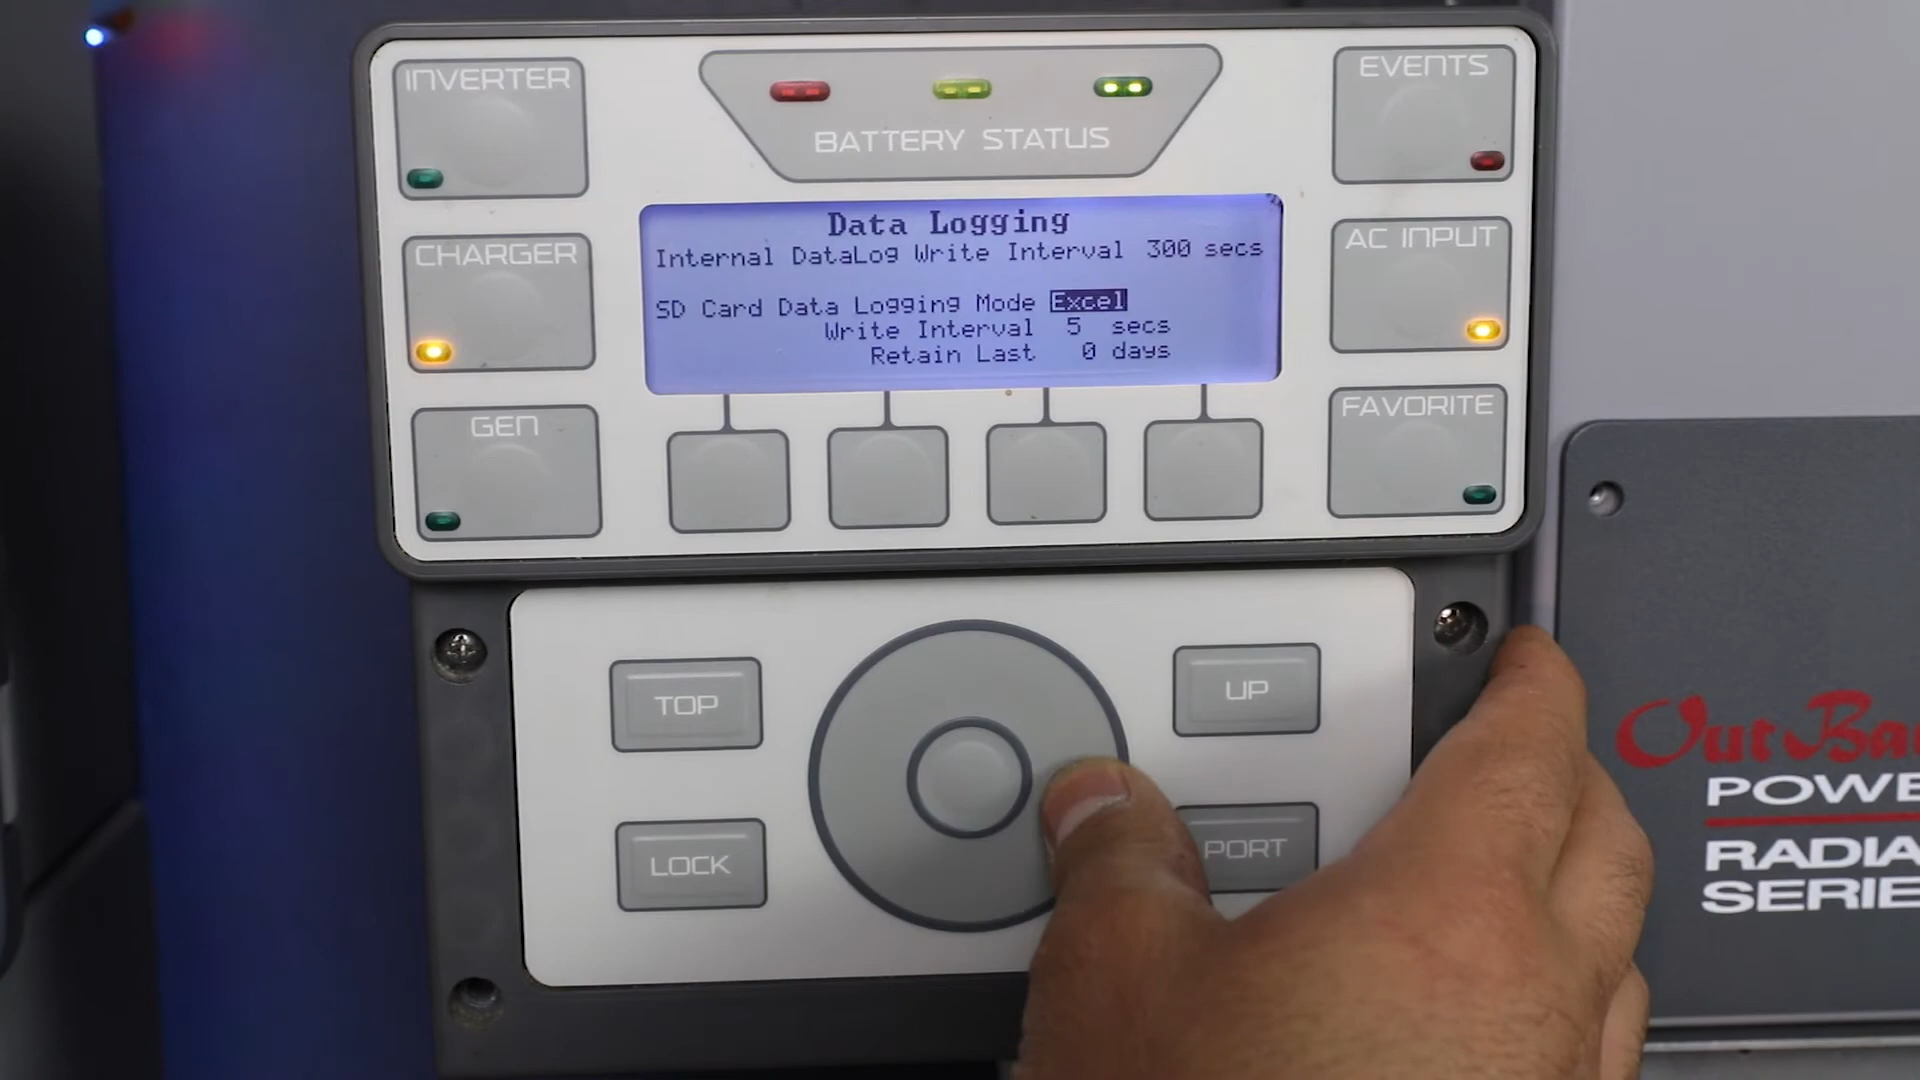 INVERTER
BATTERY STATUS
EVENTS
CHARGER
Data Logging
Internal DataLog Write Interval 300 secs
SD Card Data Logging Mode Excel
Write Interval 5 secs
Retain Last 0 days
AC INPUT
GEN
FAVORITE
TOP
UP
LOCK
PORT
POWE
RADIA
SERIE